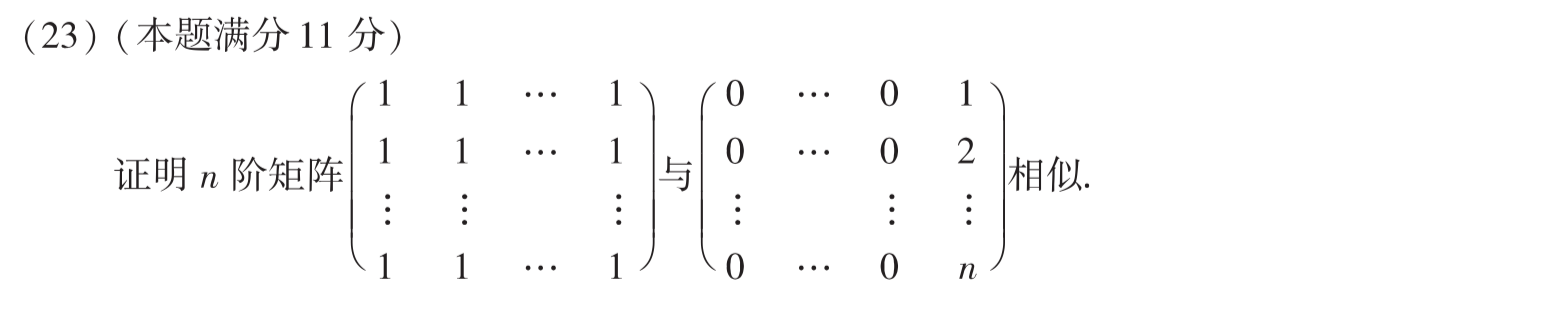 (23)(本题满分 11 分)
证明 n 阶矩阵 ( 1 1 ⋯ 1 ; 1 1 ⋯ 1 ; ⋮ ⋮ ⋮ ; 1 1 ⋯ 1 ) 与 ( 0 ⋯ 0 1 ; 0 ⋯ 0 2 ; ⋮ ⋮ ⋮ ; 0 ⋯ 0 n ) 相似.